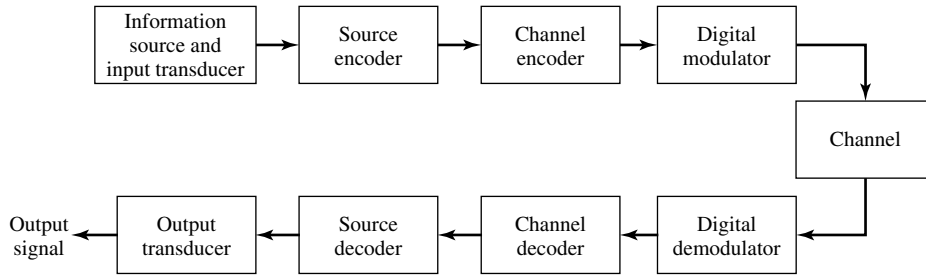 Information
source and
input transducer
Source
encoder
Channel
encoder
Digital
modulator
Channel
Output
signal
Output
transducer
Source
decoder
Channel
decoder
Digital
demodulator